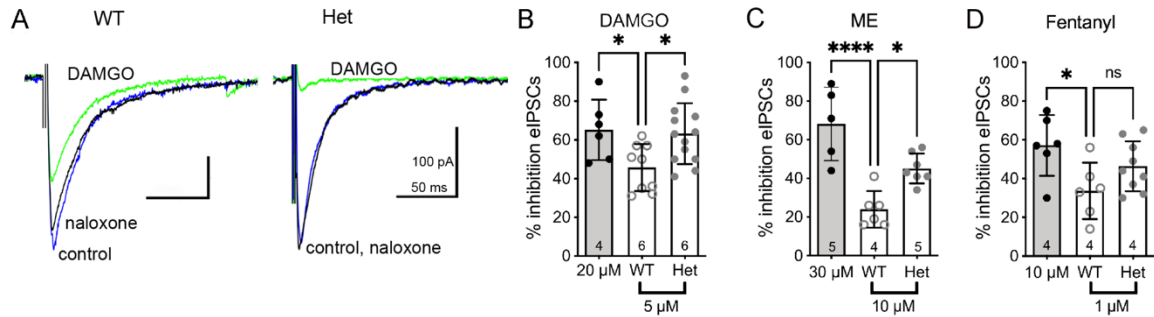 A
WT
Het
DAMGO
naloxone
control
DAMGO
100 pA
50 ms
control, naloxone
B
DAMGO
* *
% inhibitiion eIPSCs
100
80
60
40
20
0
4 6 6
20 µM WT Het
5 µM
C
ME
**** *
% inhibition eIPSCs
100
80
60
40
20
0
5 4 5
30 µM WT Het
10 µM
D
Fentanyl
* ns
% inhibition eIPSCs
100
80
60
40
20
0
4 4 4
10 µM WT Het
1 µM